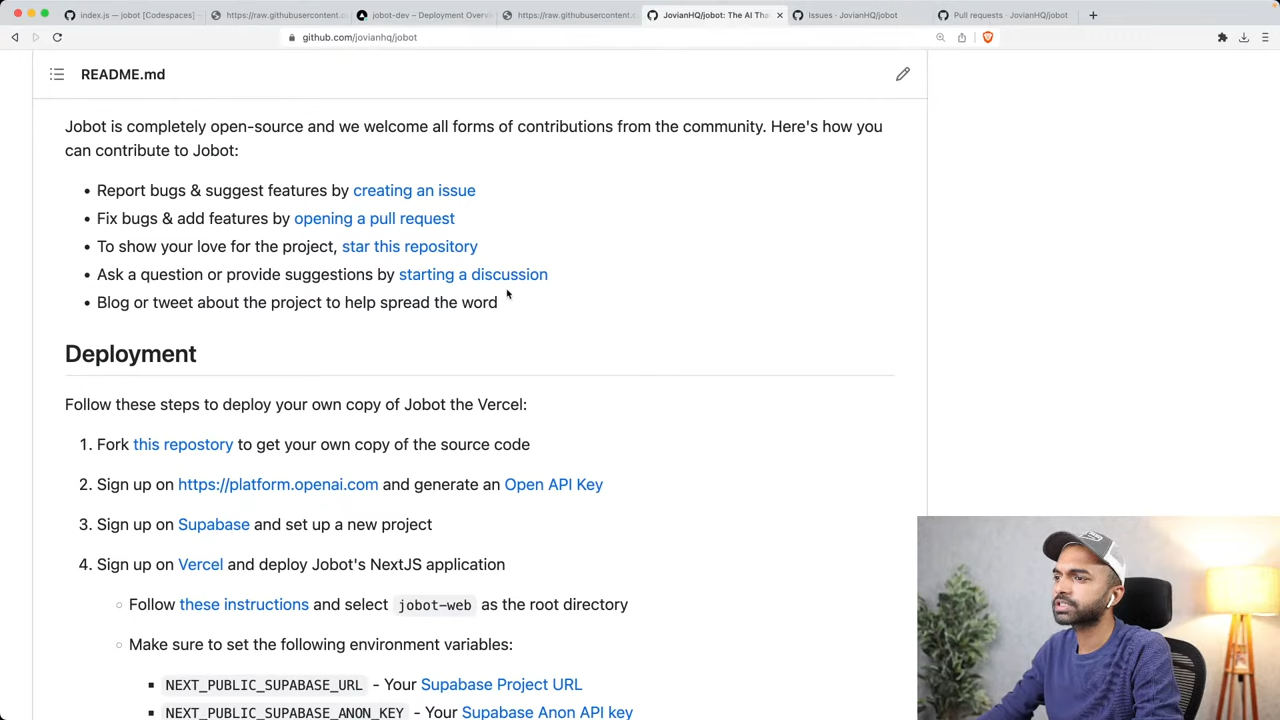 index.js — jobot [Codespaces]
https://raw.githubusercontent.c
jobot-dev – Deployment Overvi
https://raw.githubusercontent.c
JovianHQ/jobot: The AI Tha
Issues · JovianHQ/jobot
Pull requests · JovianHQ/jobot
github.com/jovianhq/jobot
README.md
Jobot is completely open-source and we welcome all forms of contributions from the community. Here's how you
can contribute to Jobot:
• Report bugs & suggest features by creating an issue
• Fix bugs & add features by opening a pull request
• To show your love for the project, star this repository
• Ask a question or provide suggestions by starting a discussion
• Blog or tweet about the project to help spread the word
Deployment
Follow these steps to deploy your own copy of Jobot the Vercel:
1. Fork this repostory to get your own copy of the source code
2. Sign up on https://platform.openai.com and generate an Open API Key
3. Sign up on Supabase and set up a new project
4. Sign up on Vercel and deploy Jobot's NextJS application
Follow these instructions and select jobot-web as the root directory
Make sure to set the following environment variables:
NEXT_PUBLIC_SUPABASE_URL - Your Supabase Project URL
NEXT_PUBLIC_SUPABASE_ANON_KEY - Your Supabase Anon API key